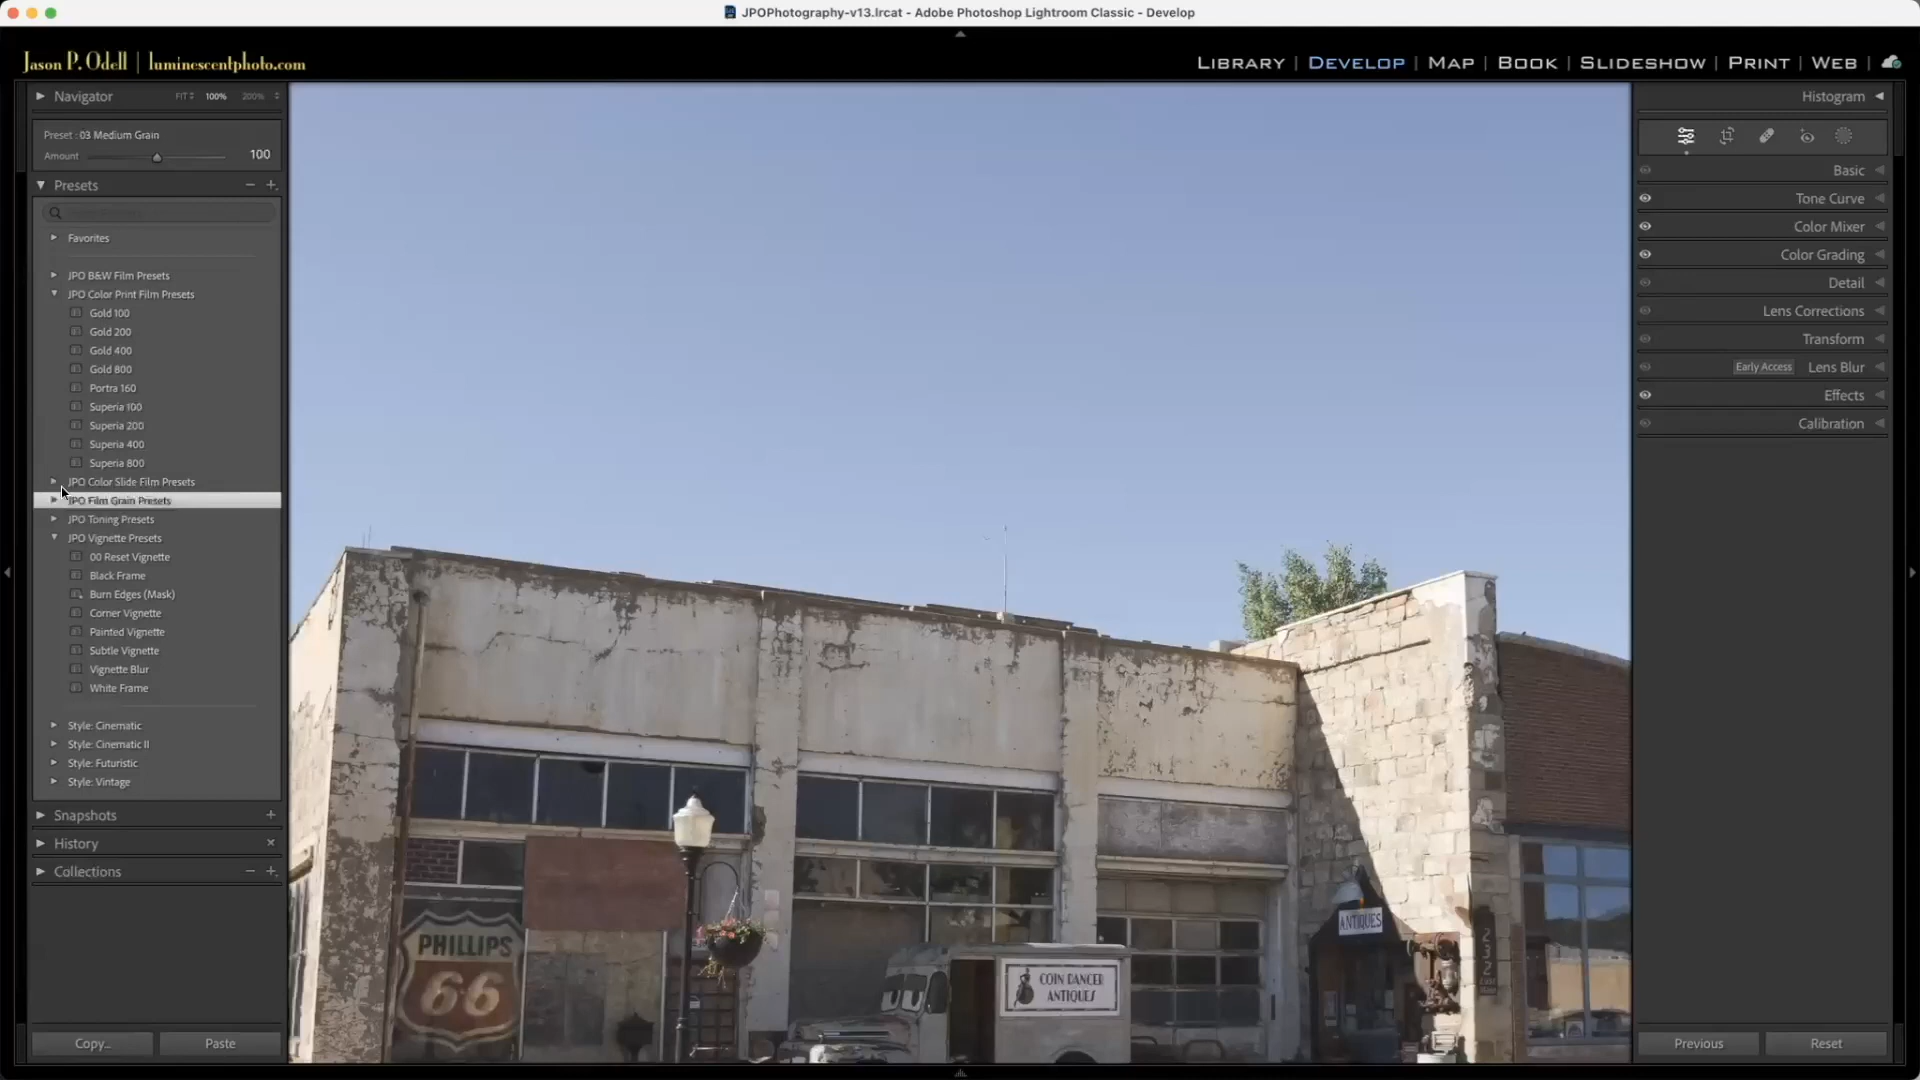 JPOPhotography-v13.lrcat - Adobe Photoshop Lightroom Classic - Develop
Jason P. Odell | luminescentphoto.com
LIBRARY | DEVELOP | MAP | BOOK | SLIDESHOW | PRINT | WEB
Navigator FIT 100% 200%
Preset : 03 Medium Grain
Amount 100
Presets
Favorites
JPO B&W Film Presets
JPO Color Print Film Presets
Gold 100
Gold 200
Gold 400
Gold 800
Portra 160
Superia 100
Superia 200
Superia 400
Superia 800
JPO Color Slide Film Presets
JPO Film Grain Presets
JPO Toning Presets
JPO Vignette Presets
00 Reset Vignette
Black Frame
Burn Edges (Mask)
Corner Vignette
Painted Vignette
Subtle Vignette
Vignette Blur
White Frame
Style: Cinematic
Style: Cinematic II
Style: Futuristic
Style: Vintage
Snapshots
History
Collections
Copy...
Paste
PHILLIPS
66
COIN DANCER
ANTIQUES
ANTIQUES
232
Histogram
Basic
Tone Curve
Color Mixer
Color Grading
Detail
Lens Corrections
Transform
Early Access Lens Blur
Effects
Calibration
Previous
Reset